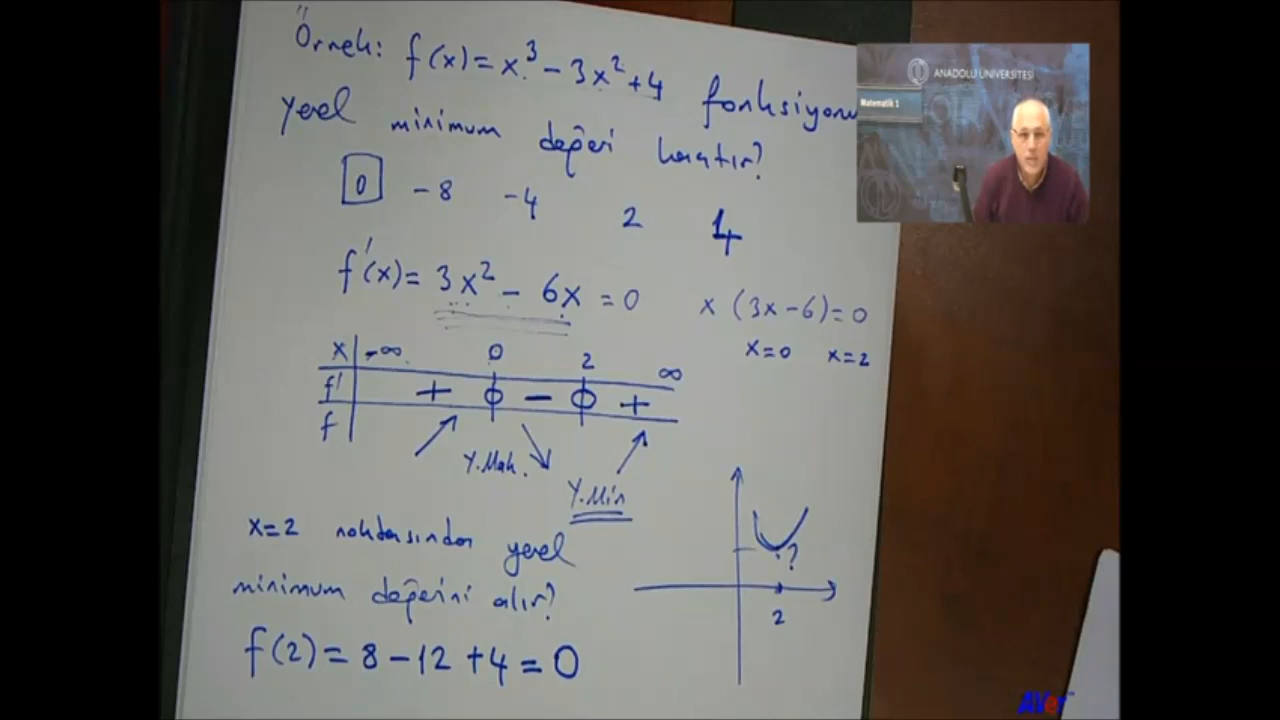 Örnek: f(x) = x³ - 3x² + 4 fonksiyonu
yerel minimum değeri kaçtır?
0 -8 -4 2 4
f'(x) = 3x² - 6x = 0
x (3x - 6) = 0
x=0 x=2
x -∞ 0 2 ∞
f' + 0 - 0 +
f
Y.Mak.
Y.Min
x=2 noktasında yerel
minimum değerini alır?
f(2) = 8 - 12 + 4 = 0
?
2
ANADOLU ÜNİVERSİTESİ
Matematik 1
AVer